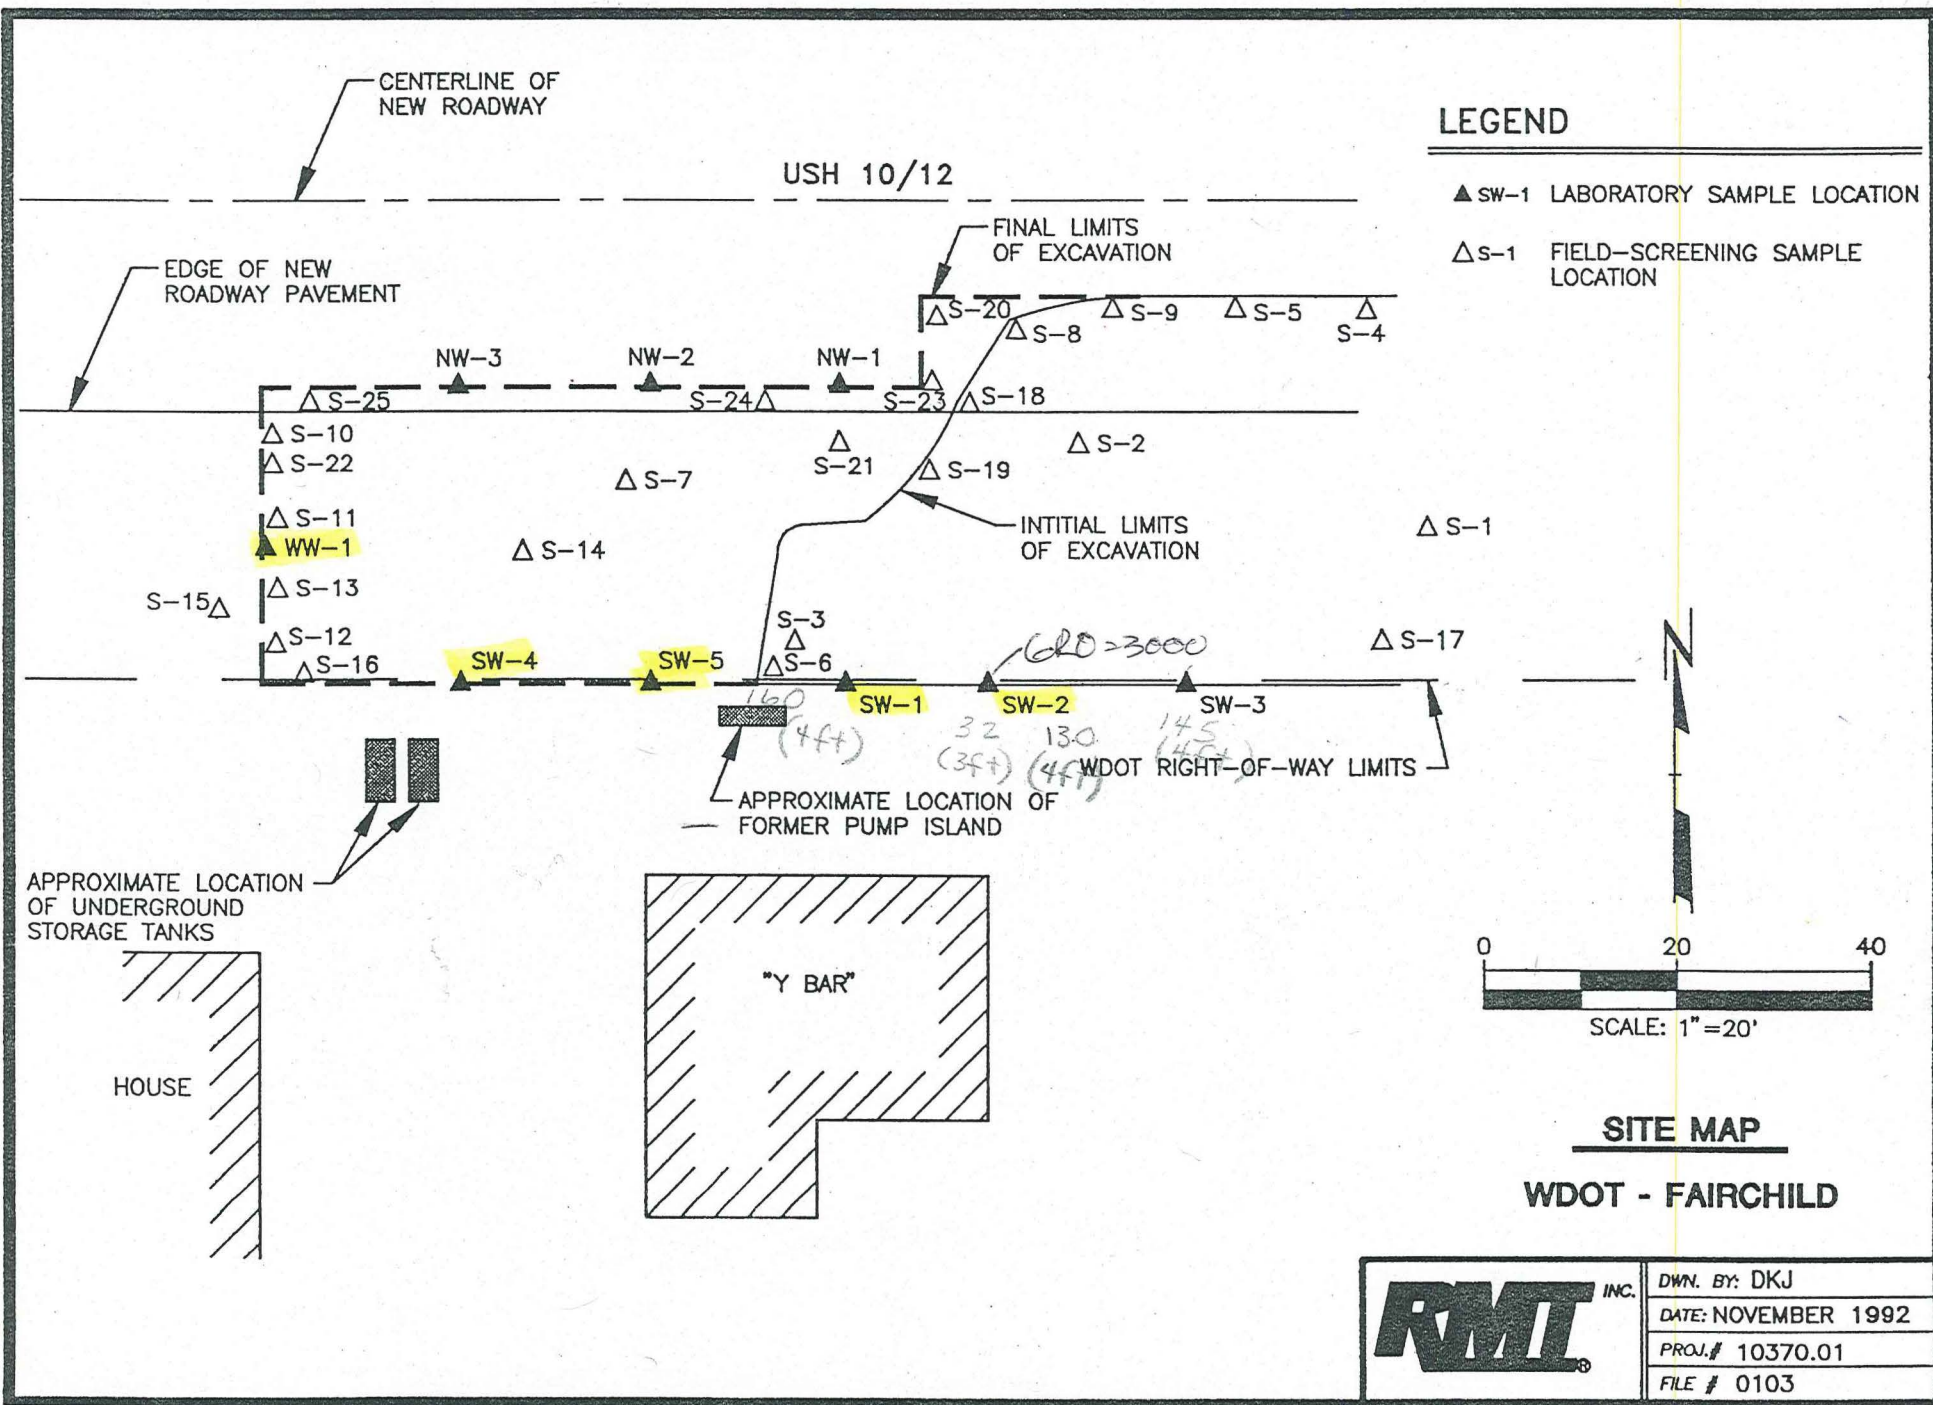 CENTERLINE OF
NEW ROADWAY
USH 10/12
LEGEND
SW-1 LABORATORY SAMPLE LOCATION
S-1 FIELD-SCREENING SAMPLE
LOCATION
FINAL LIMITS
OF EXCAVATION
EDGE OF NEW
ROADWAY PAVEMENT
S-20
S-8
S-9
S-5
S-4
NW-3
NW-2
NW-1
S-25
S-24
S-23
S-18
S-10
S-22
S-7
S-21
S-19
S-2
S-11
WW-1
S-14
INTITIAL LIMITS
OF EXCAVATION
S-1
S-13
S-15
S-12
S-16
SW-4
SW-5
S-3
S-6
GRO=3000
S-17
SW-1
SW-2
SW-3
160
(4ft)
32
(3ft)
130
(4ft)
145
(4ft)
WDOT RIGHT-OF-WAY LIMITS
APPROXIMATE LOCATION OF
FORMER PUMP ISLAND
APPROXIMATE LOCATION
OF UNDERGROUND
STORAGE TANKS
HOUSE
"Y BAR"
N
0 20 40
SCALE: 1"=20'
SITE MAP
WDOT - FAIRCHILD
RMT INC.
®
DWN. BY: DKJ
DATE: NOVEMBER 1992
PROJ.# 10370.01
FILE # 0103